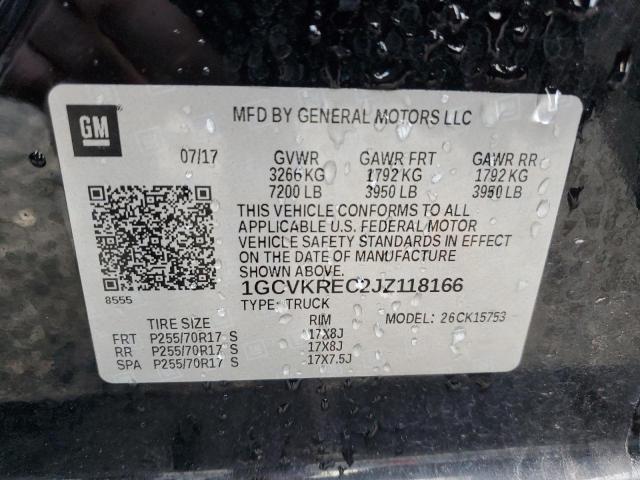 GM
MFD BY GENERAL MOTORS LLC
07/17 GVWR GAWR FRT GAWR RR
3266 KG 1792 KG 1792 KG
7200 LB 3950 LB 3950 LB
THIS VEHICLE CONFORMS TO ALL
APPLICABLE U.S. FEDERAL MOTOR
VEHICLE SAFETY STANDARDS IN EFFECT
ON THE DATE OF MANUFACTURE
SHOWN ABOVE.
8555
1GCVKREC2JZ118166
TYPE: TRUCK
TIRE SIZE RIM MODEL: 26CK15753
FRT P255/70R17 S 17X8J
RR P255/70R17 S 17X8J
SPA P255/70R17 S 17X7.5J